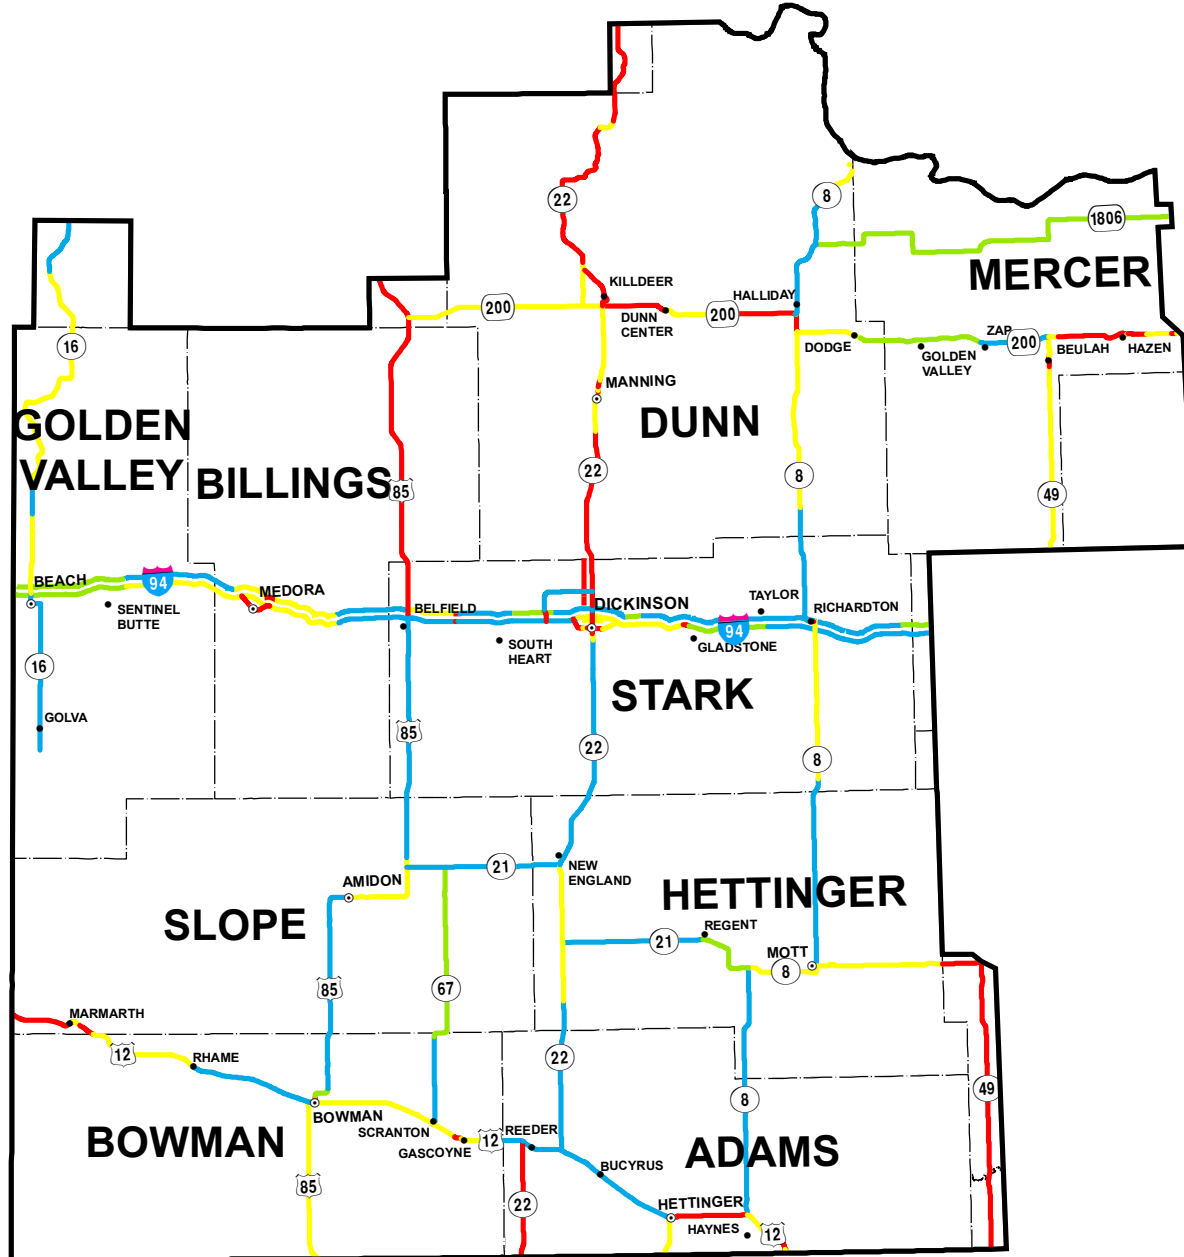 22
8
1806
MERCER
KILLDEER
HALLIDAY
200
200
DUNN
CENTER
16
ZAP
200
DODGE
GOLDEN
VALLEY
BEULAH
HAZEN
MANNING
GOLDEN
VALLEY
DUNN
BILLINGS
85
22
8
49
BEACH
94
MEDORA
SENTINEL
BUTTE
BELFIELD
DICKINSON
TAYLOR
RICHARDTON
SOUTH
HEART
94
GLADSTONE
16
STARK
GOLVA
85
22
8
21
NEW
ENGLAND
AMIDON
HETTINGER
SLOPE
REGENT
21
MOTT
8
85
67
MARMARTH
12
RHAME
22
49
8
BOWMAN
SCRANTON
GASCOYNE
12
REEDER
BOWMAN
ADAMS
BUCYRUS
85
22
HETTINGER
HAYNES
12